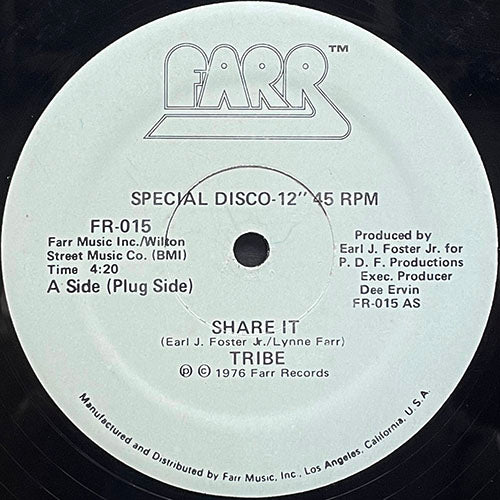 FARR™
SPECIAL DISCO-12" 45 RPM
FR-015
Farr Music Inc./Wilton
Street Music Co. (BMI)
Time 4:20
A Side (Plug Side)
Produced by
Earl J. Foster Jr. for
P. D. F. Productions
Exec. Producer
Dee Ervin
FR-015 AS
SHARE IT
(Earl J. Foster Jr./Lynne Farr)
TRIBE
℗ © 1976 Farr Records
Manufactured and Distributed by Farr Music, Inc., Los Angeles, California, U.S.A.